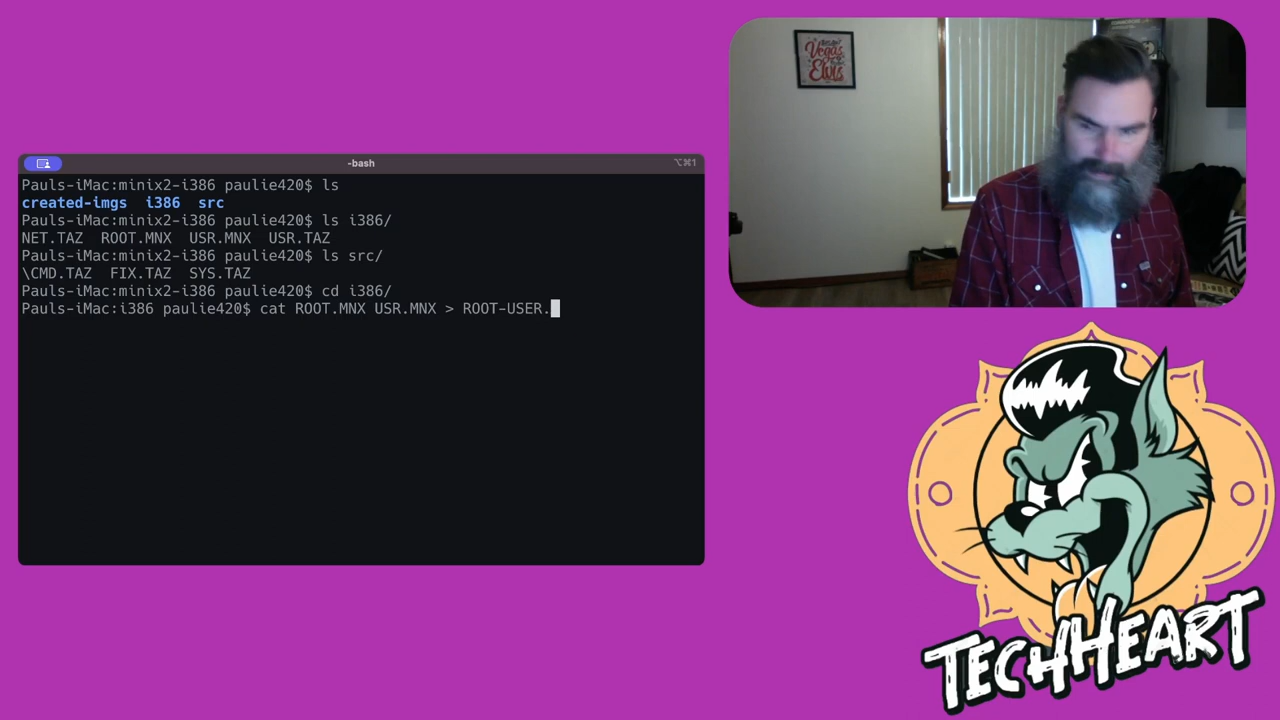 -bash
⌥⌘1
Pauls-iMac:minix2-i386 paulie420$ ls
created-imgs i386 src
Pauls-iMac:minix2-i386 paulie420$ ls i386/
NET.TAZ ROOT.MNX USR.MNX USR.TAZ
Pauls-iMac:minix2-i386 paulie420$ ls src/
\CMD.TAZ FIX.TAZ SYS.TAZ
Pauls-iMac:minix2-i386 paulie420$ cd i386/
Pauls-iMac:i386 paulie420$ cat ROOT.MNX USR.MNX > ROOT-USER.
Vegas
Elvis
TECHHEART